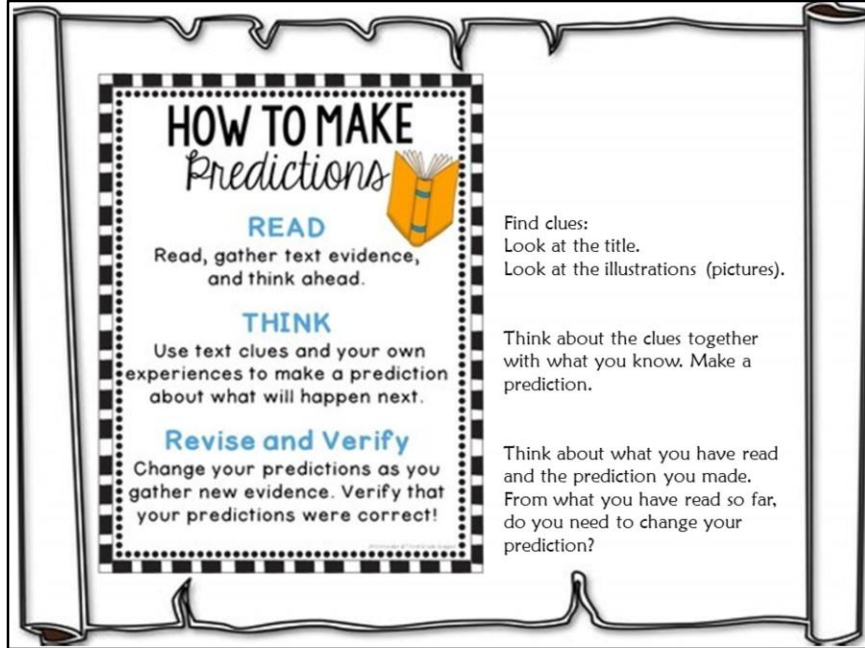 HOW TO MAKE
Predictions
READ
Read, gather text evidence,
and think ahead.
THINK
Use text clues and your own
experiences to make a prediction
about what will happen next.
Revise and Verify
Change your predictions as you
gather new evidence. Verify that
your predictions were correct!
Find clues:
Look at the title.
Look at the illustrations (pictures).
Think about the clues together
with what you know. Make a
prediction.
Think about what you have read
and the prediction you made.
From what you have read so far,
do you need to change your
prediction?